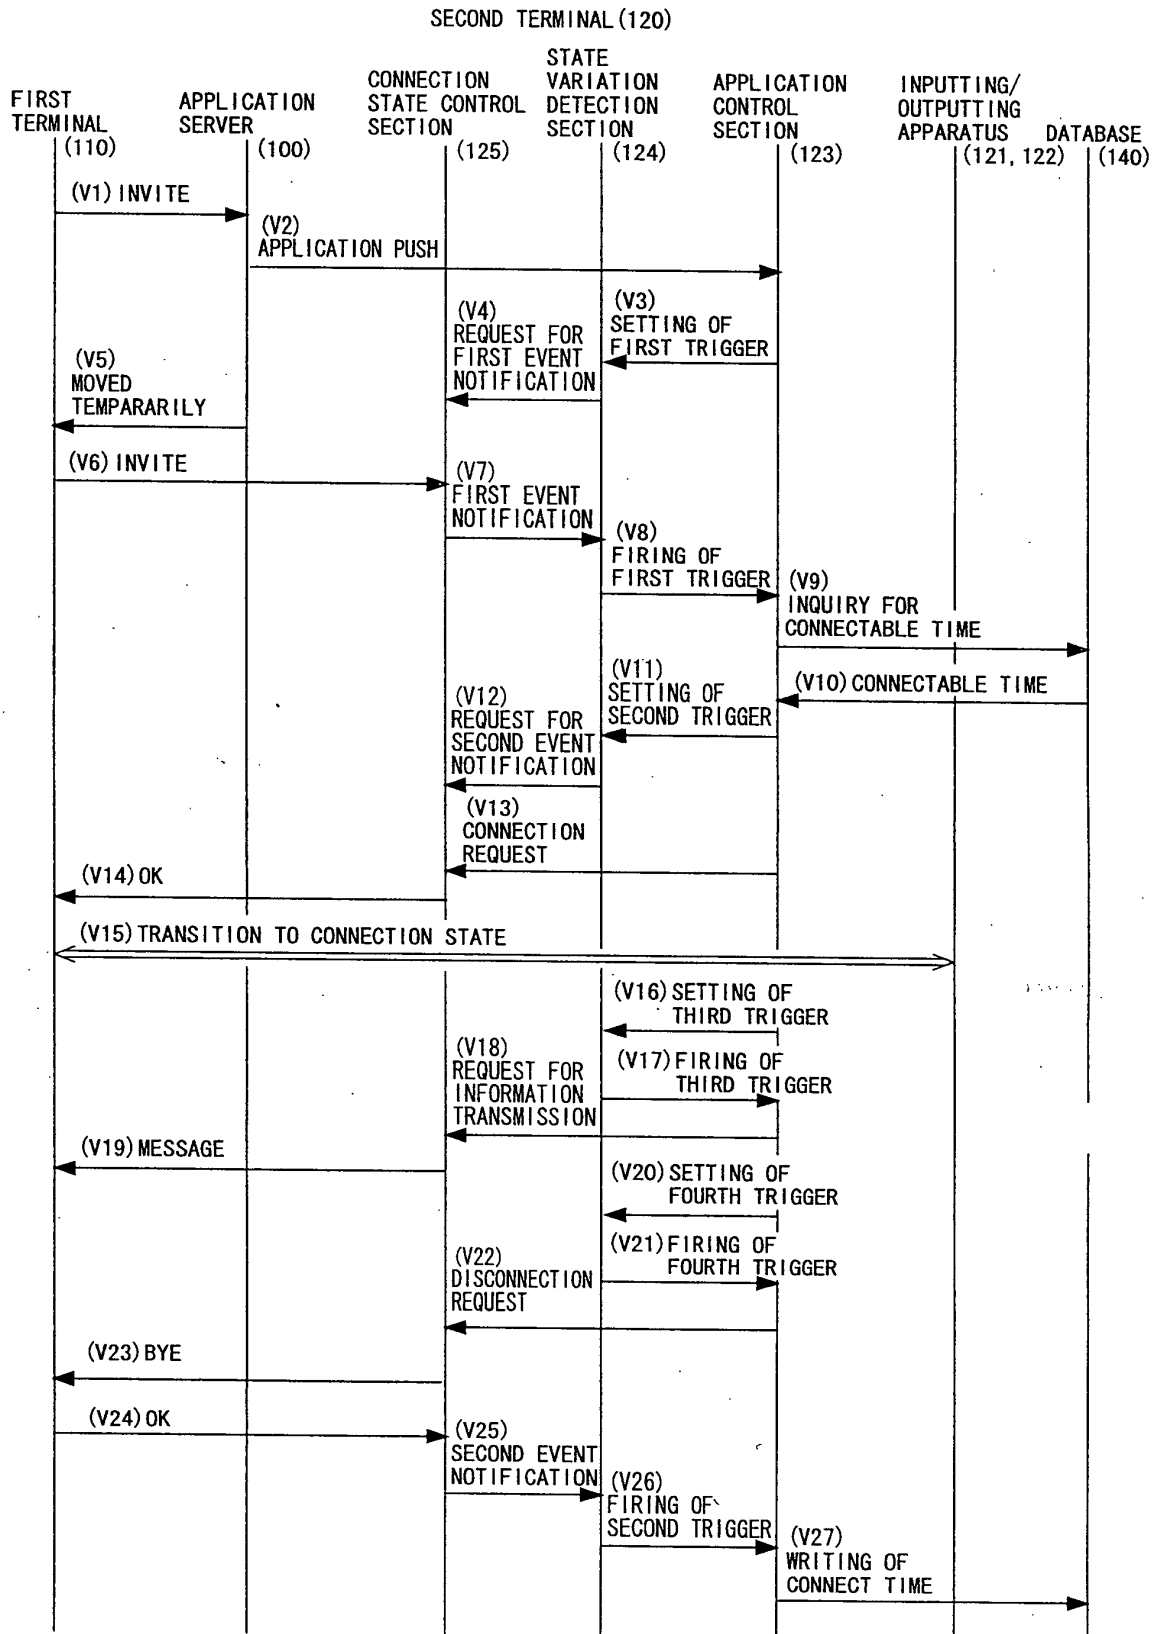 SECOND TERMINAL(120)
FIRST
TERMINAL
(110)
APPLICATION
SERVER
(100)
CONNECTION
STATE CONTROL
SECTION
(125)
STATE
VARIATION
DETECTION
SECTION
(124)
APPLICATION
CONTROL
SECTION
(123)
INPUTTING/
OUTPUTTING
APPARATUS
(121, 122)
DATABASE
(140)
(V1) INVITE
(V2)
APPLICATION PUSH
(V3)
SETTING OF
FIRST TRIGGER
(V4)
REQUEST FOR
FIRST EVENT
NOTIFICATION
(V5)
MOVED
TEMPARARILY
(V6) INVITE
(V7)
FIRST EVENT
NOTIFICATION
(V8)
FIRING OF
FIRST TRIGGER
(V9)
INQUIRY FOR
CONNECTABLE TIME
(V10) CONNECTABLE TIME
(V11)
SETTING OF
SECOND TRIGGER
(V12)
REQUEST FOR
SECOND EVENT
NOTIFICATION
(V13)
CONNECTION
REQUEST
(V14) OK
(V15) TRANSITION TO CONNECTION STATE
(V16) SETTING OF
THIRD TRIGGER
(V17) FIRING OF
THIRD TRIGGER
(V18)
REQUEST FOR
INFORMATION
TRANSMISSION
(V19) MESSAGE
(V20) SETTING OF
FOURTH TRIGGER
(V21) FIRING OF
FOURTH TRIGGER
(V22)
DISCONNECTION
REQUEST
(V23) BYE
(V24) OK
(V25)
SECOND EVENT
NOTIFICATION
(V26)
FIRING OF
SECOND TRIGGER
(V27)
WRITING OF
CONNECT TIME